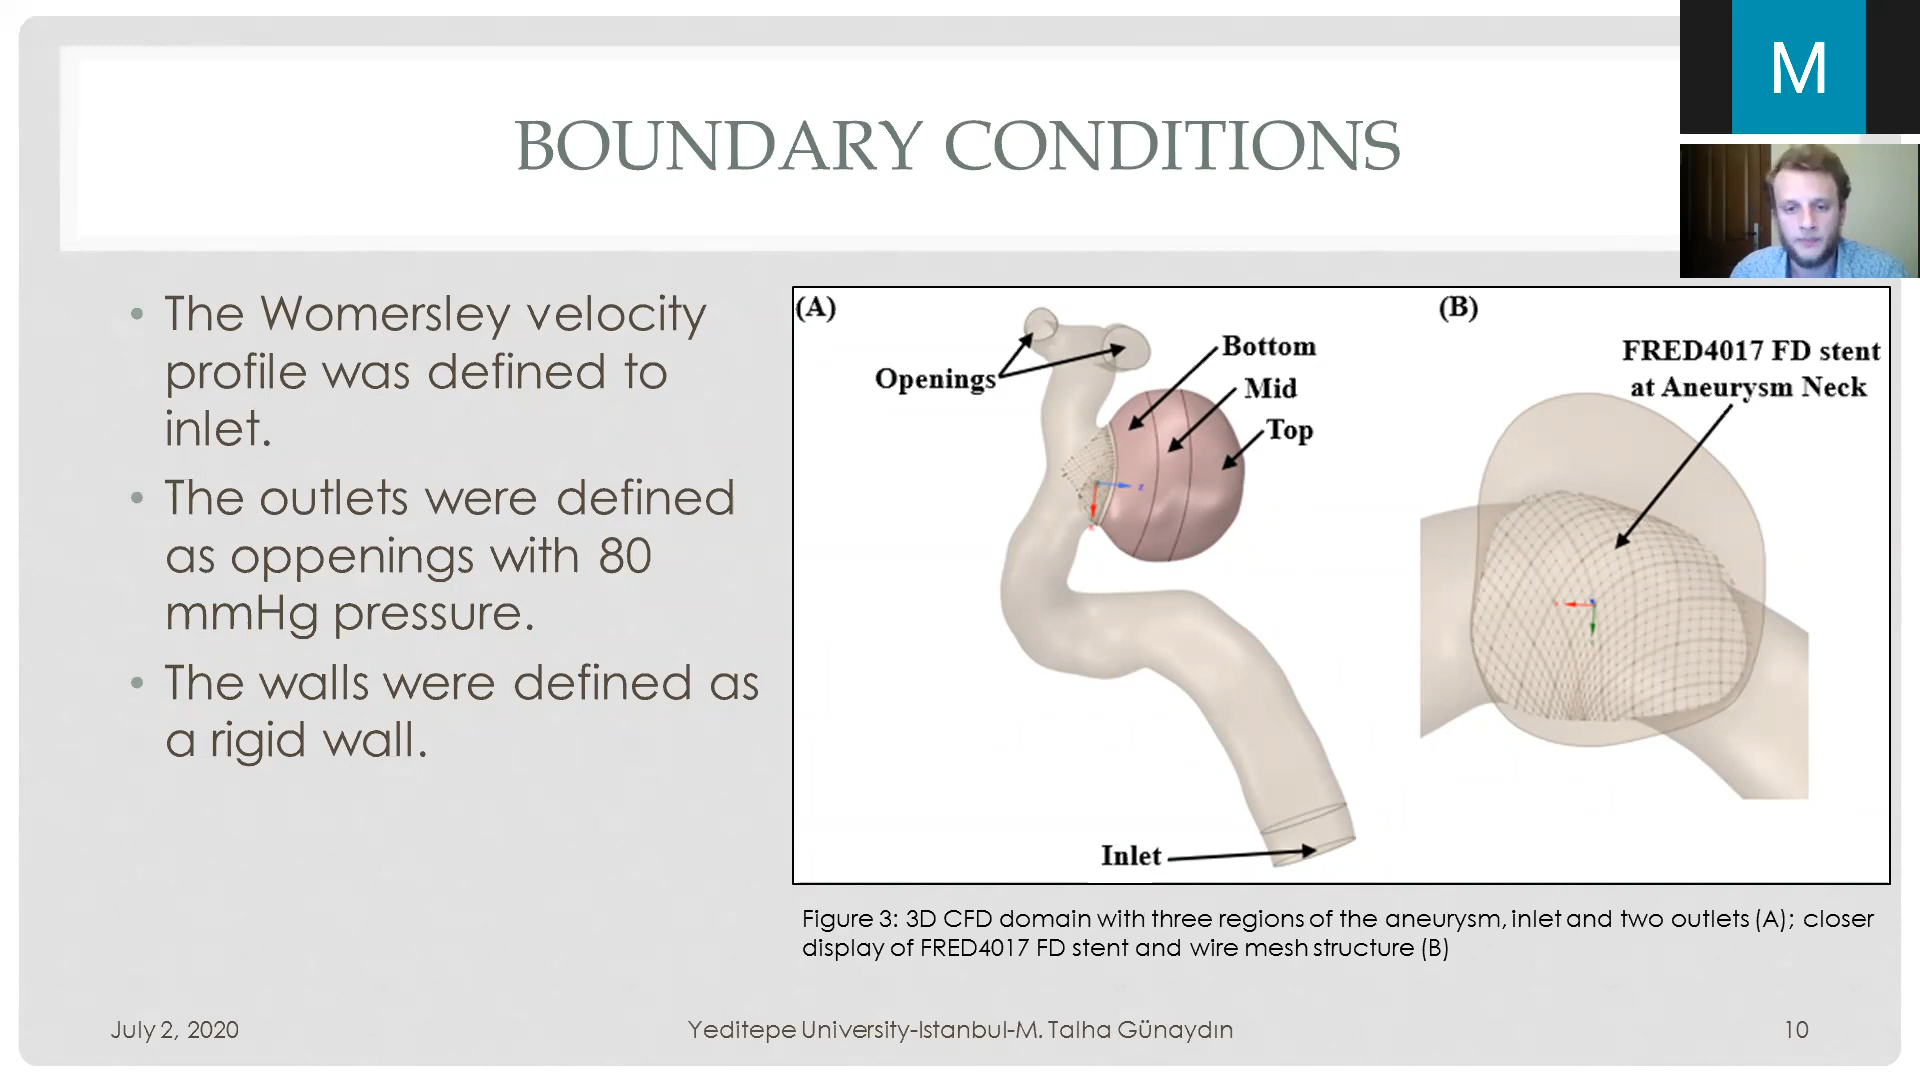 M
BOUNDARY CONDITIONS
• The Womersley velocity
profile was defined to
inlet.
• The outlets were defined
as oppenings with 80
mmHg pressure.
• The walls were defined as
a rigid wall.
(A)
Openings
Bottom
Mid
Top
z
Inlet
(B)
FRED4017 FD stent
at Aneurysm Neck
Figure 3: 3D CFD domain with three regions of the aneurysm, inlet and two outlets (A); closer
display of FRED4017 FD stent and wire mesh structure (B)
July 2, 2020
Yeditepe University-Istanbul-M. Talha Günaydın
10